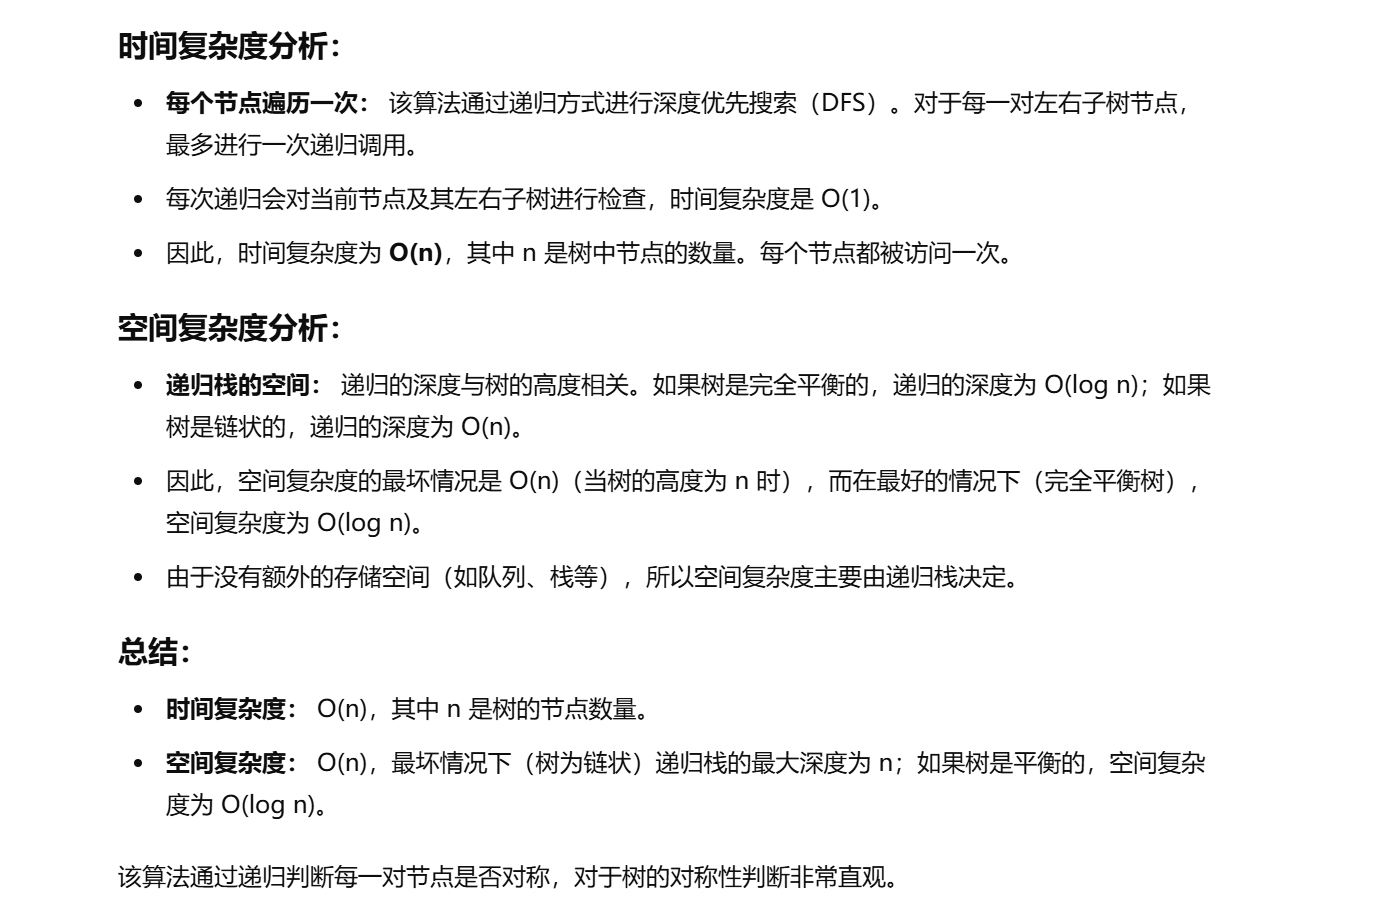 时间复杂度分析：
• 每个节点遍历一次： 该算法通过递归方式进行深度优先搜索（DFS）。对于每一对左右子树节点，
最多进行一次递归调用。
• 每次递归会对当前节点及其左右子树进行检查，时间复杂度是 O(1)。
• 因此，时间复杂度为 O(n)，其中 n 是树中节点的数量。每个节点都被访问一次。
空间复杂度分析：
• 递归栈的空间： 递归的深度与树的高度相关。如果树是完全平衡的，递归的深度为 O(log n)；如果
树是链状的，递归的深度为 O(n)。
• 因此，空间复杂度的最坏情况是 O(n)（当树的高度为 n 时），而在最好的情况下（完全平衡树），
空间复杂度为 O(log n)。
• 由于没有额外的存储空间（如队列、栈等），所以空间复杂度主要由递归栈决定。
总结：
• 时间复杂度： O(n)，其中 n 是树的节点数量。
• 空间复杂度： O(n)，最坏情况下（树为链状）递归栈的最大深度为 n；如果树是平衡的，空间复杂
度为 O(log n)。
该算法通过递归判断每一对节点是否对称，对于树的对称性判断非常直观。